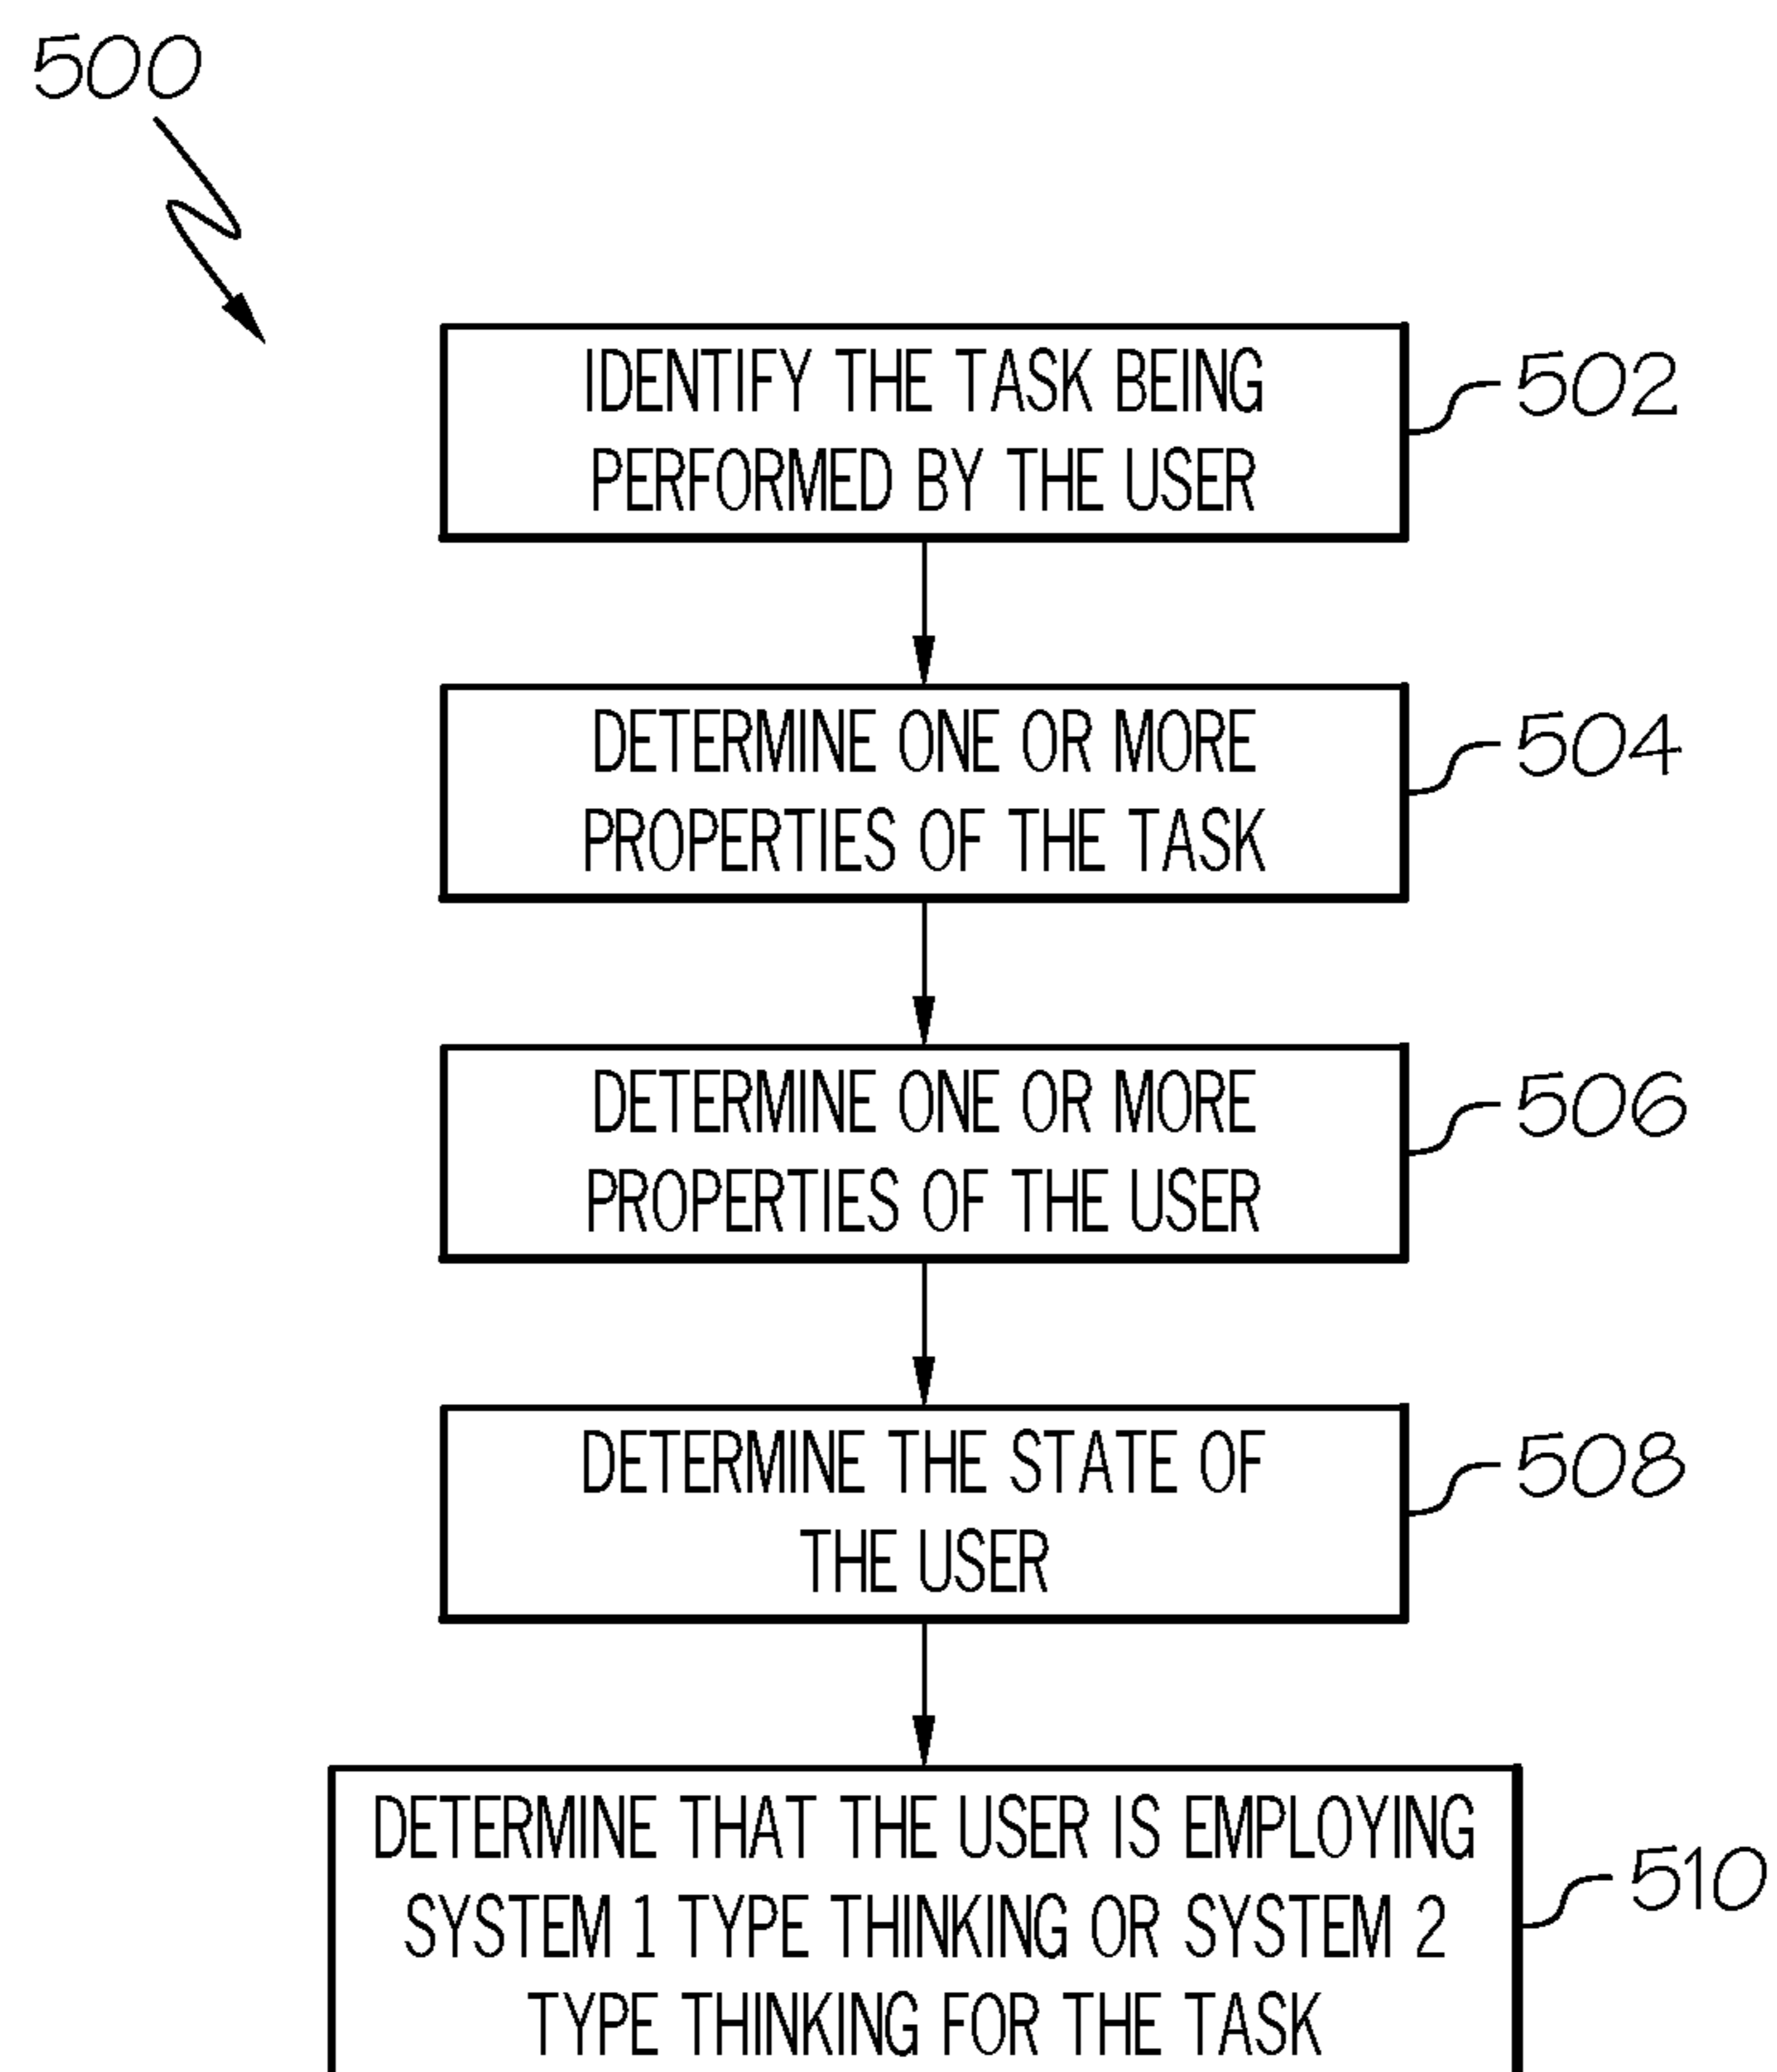 500
IDENTIFY THE TASK BEING
PERFORMED BY THE USER
502
DETERMINE ONE OR MORE
PROPERTIES OF THE TASK
504
DETERMINE ONE OR MORE
PROPERTIES OF THE USER
506
DETERMINE THE STATE OF
THE USER
508
DETERMINE THAT THE USER IS EMPLOYING
SYSTEM 1 TYPE THINKING OR SYSTEM 2
TYPE THINKING FOR THE TASK
510